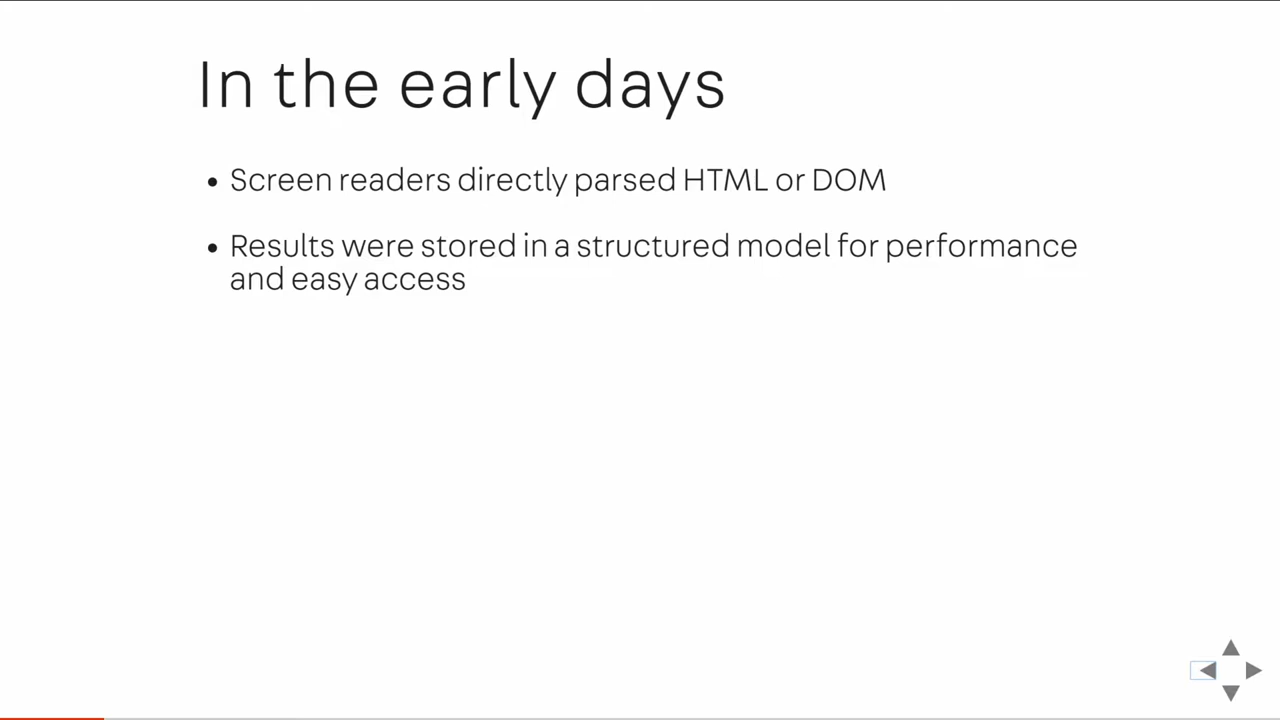 In the early days
• Screen readers directly parsed HTML or DOM
• Results were stored in a structured model for performance
and easy access